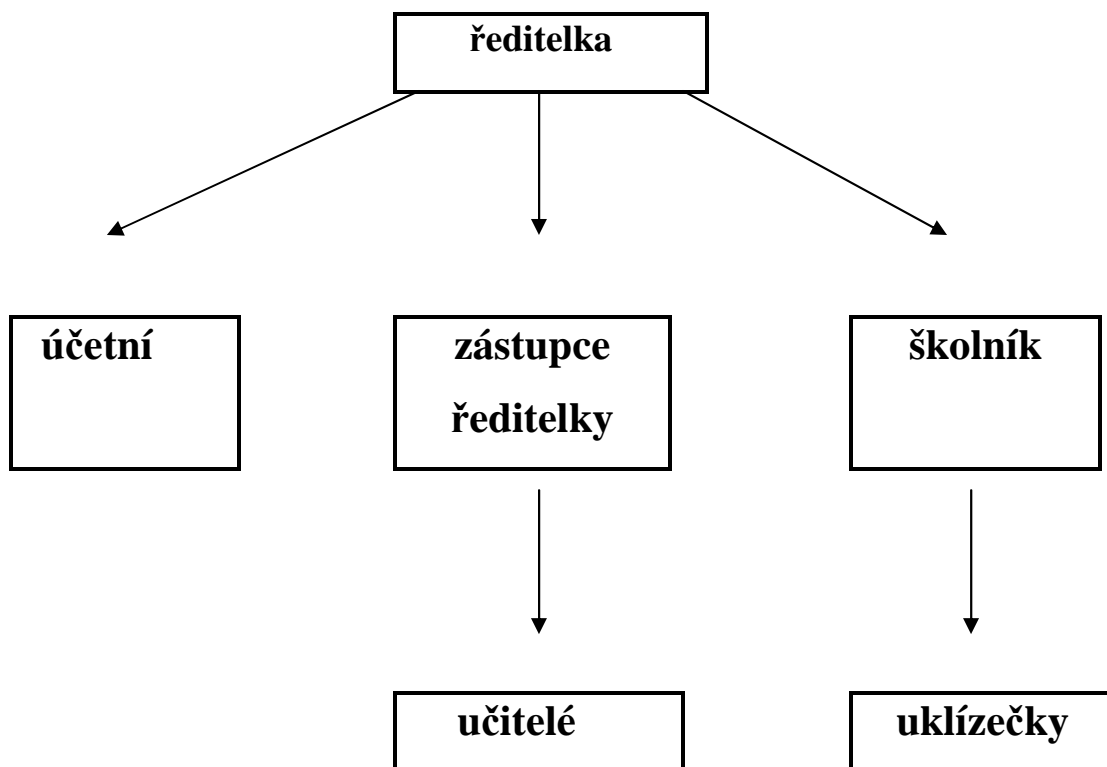 ředitelka
účetní
zástupce
ředitelky
školník
učitelé
uklízečky